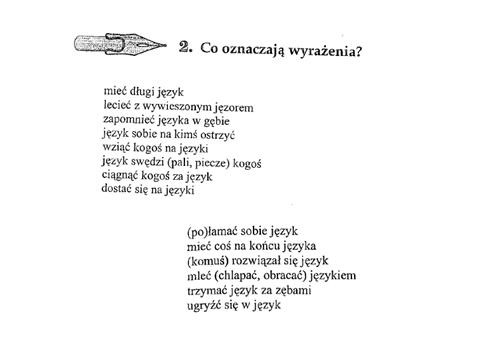 2. Co oznaczają wyrażenia?
mieć długi język
lecieć z wywieszonym jęzorem
zapomnieć języka w gębie
język sobie na kimś ostrzyć
wziąć kogoś na języki
język swędzi (pali, piecze) kogoś
ciągnąć kogoś za język
dostać się na języki
(po)łamać sobie język
mieć coś na końcu języka
(komuś) rozwiązał się język
mleć (chlapać, obracać) językiem
trzymać język za zębami
ugryźć się w język